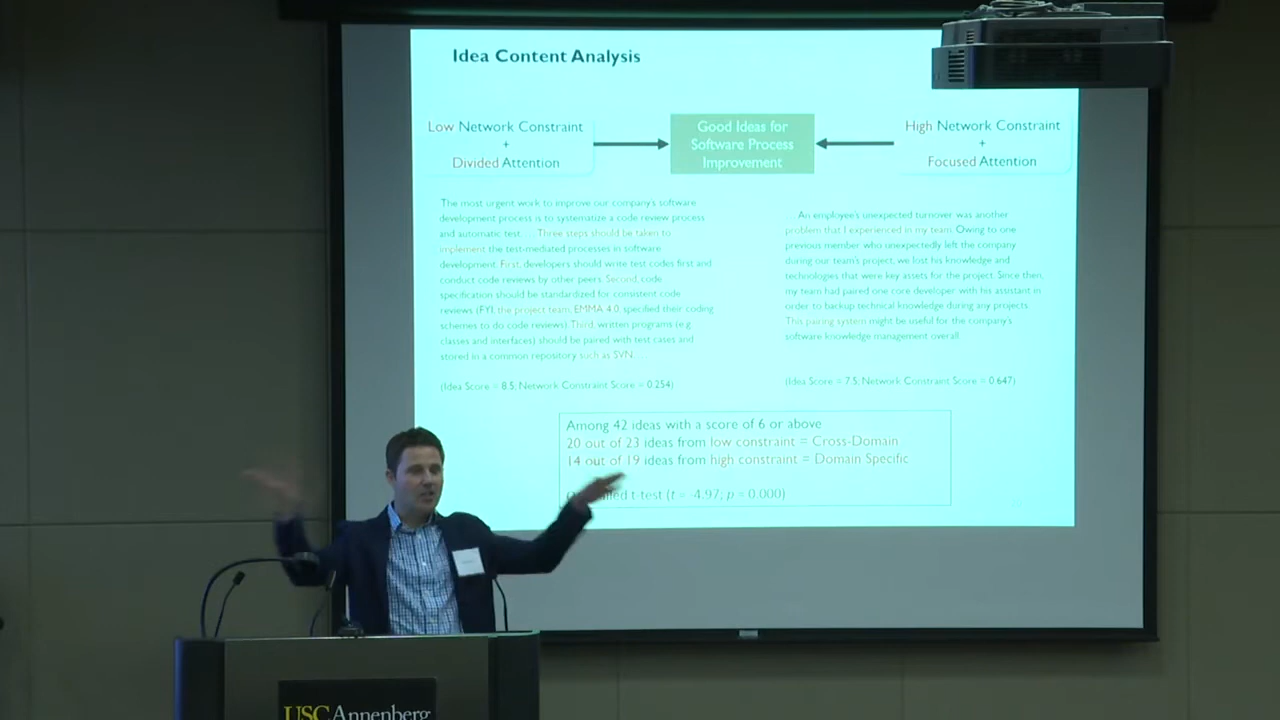 Idea Content Analysis
Low Network Constraint
+
Divided Attention
Good Ideas for
Software Process
Improvement
High Network Constraint
+
Focused Attention
The most urgent work to improve our company's software
development process is to systematize a code review process
and automatic test.... Three steps should be taken to
implement the test-mediated processes in software
development. First, developers should write test codes first and
conduct code reviews by other peers. Second, code
specification should be standardized for consistent code
reviews (FYI, the project team, EMMA 4.0, specified their coding
schemes to do code reviews) Third, written programs (e.g.
classes and interfaces) should be paired with test cases and
stored in a common repository such as SVN....
(Idea Score = 8.5; Network Constraint Score = 0.254)
...An employee's unexpected turnover was another
problem that I experienced in my team. Owing to one
previous member who unexpectedly left the company
during our team's project, we lost his knowledge and
technologies that were key assets for the project. Since then,
my team had paired one core developer with his assistant in
order to backup technical knowledge during any projects.
This pairing system might be useful for the company's
software knowledge management overall.
(Idea Score = 7.5; Network Constraint Score = 0.647)
Among 42 ideas with a score of 6 or above
20 out of 23 ideas from low constraint = Cross-Domain
14 out of 19 ideas from high constraint = Domain Specific
t-test (t = -4.97; p = 0.000)
USC Annenberg